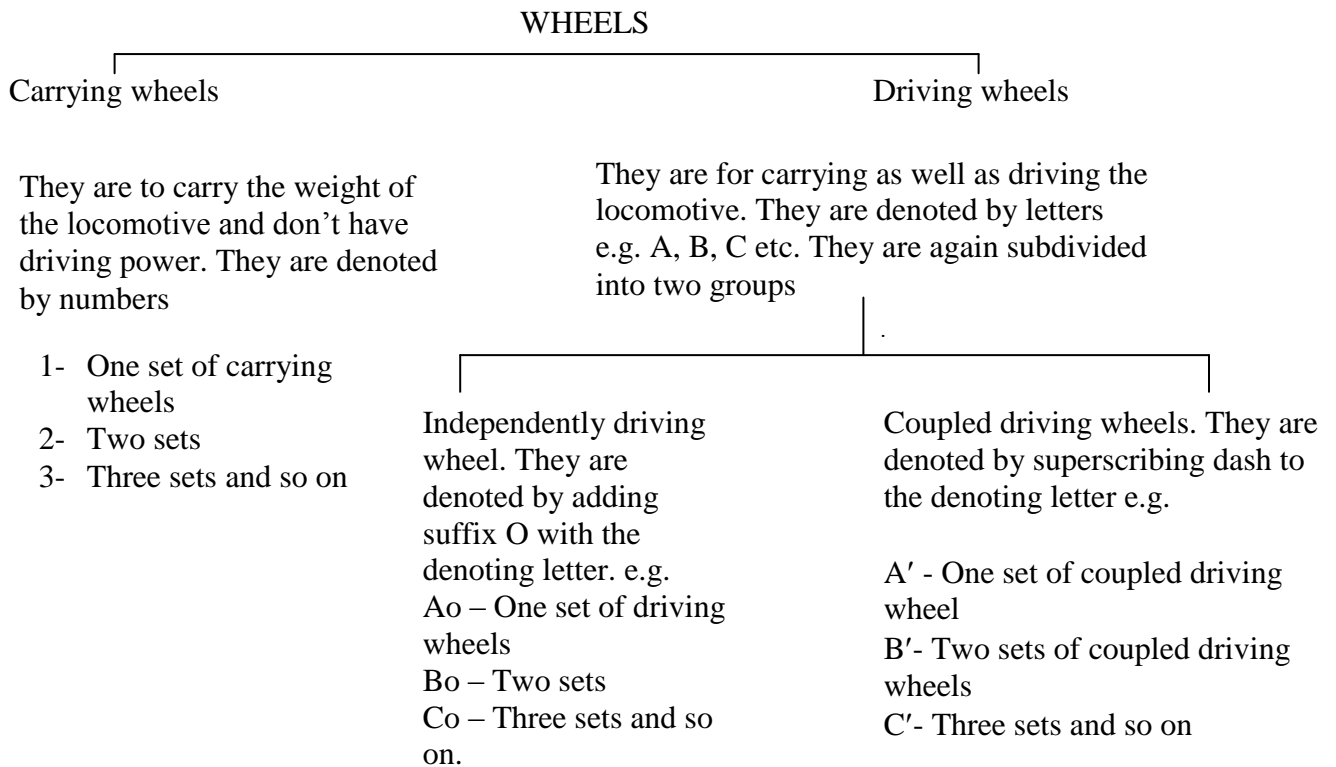 WHEELS
Carrying wheels
Driving wheels
They are to carry the weight of
the locomotive and don’t have
driving power. They are denoted
by numbers
1- One set of carrying
wheels
2- Two sets
3- Three sets and so on
They are for carrying as well as driving the
locomotive. They are denoted by letters
e.g. A, B, C etc. They are again subdivided
into two groups
.
Independently driving
wheel. They are
denoted by adding
suffix O with the
denoting letter. e.g.
Ao – One set of driving
wheels
Bo – Two sets
Co – Three sets and so
on.
Coupled driving wheels. They are
denoted by superscribing dash to
the denoting letter e.g.
A′ - One set of coupled driving
wheel
B′- Two sets of coupled driving
wheels
C′- Three sets and so on